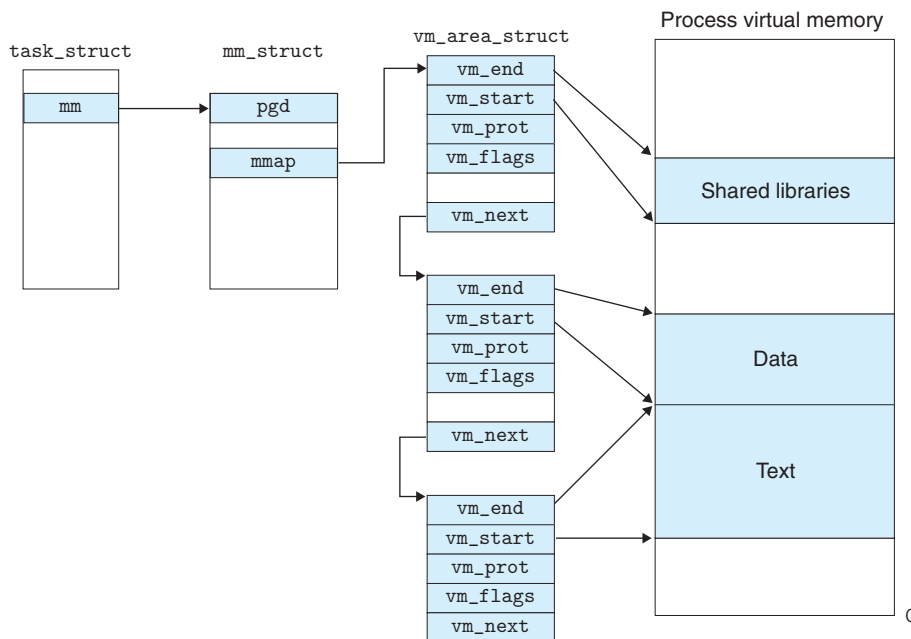 task_struct
mm
mm_struct
pgd
mmap
vm_area_struct
vm_end
vm_start
vm_prot
vm_flags
vm_next
vm_end
vm_start
vm_prot
vm_flags
vm_next
vm_end
vm_start
vm_prot
vm_flags
vm_next
Process virtual memory
Shared libraries
Data
Text
0